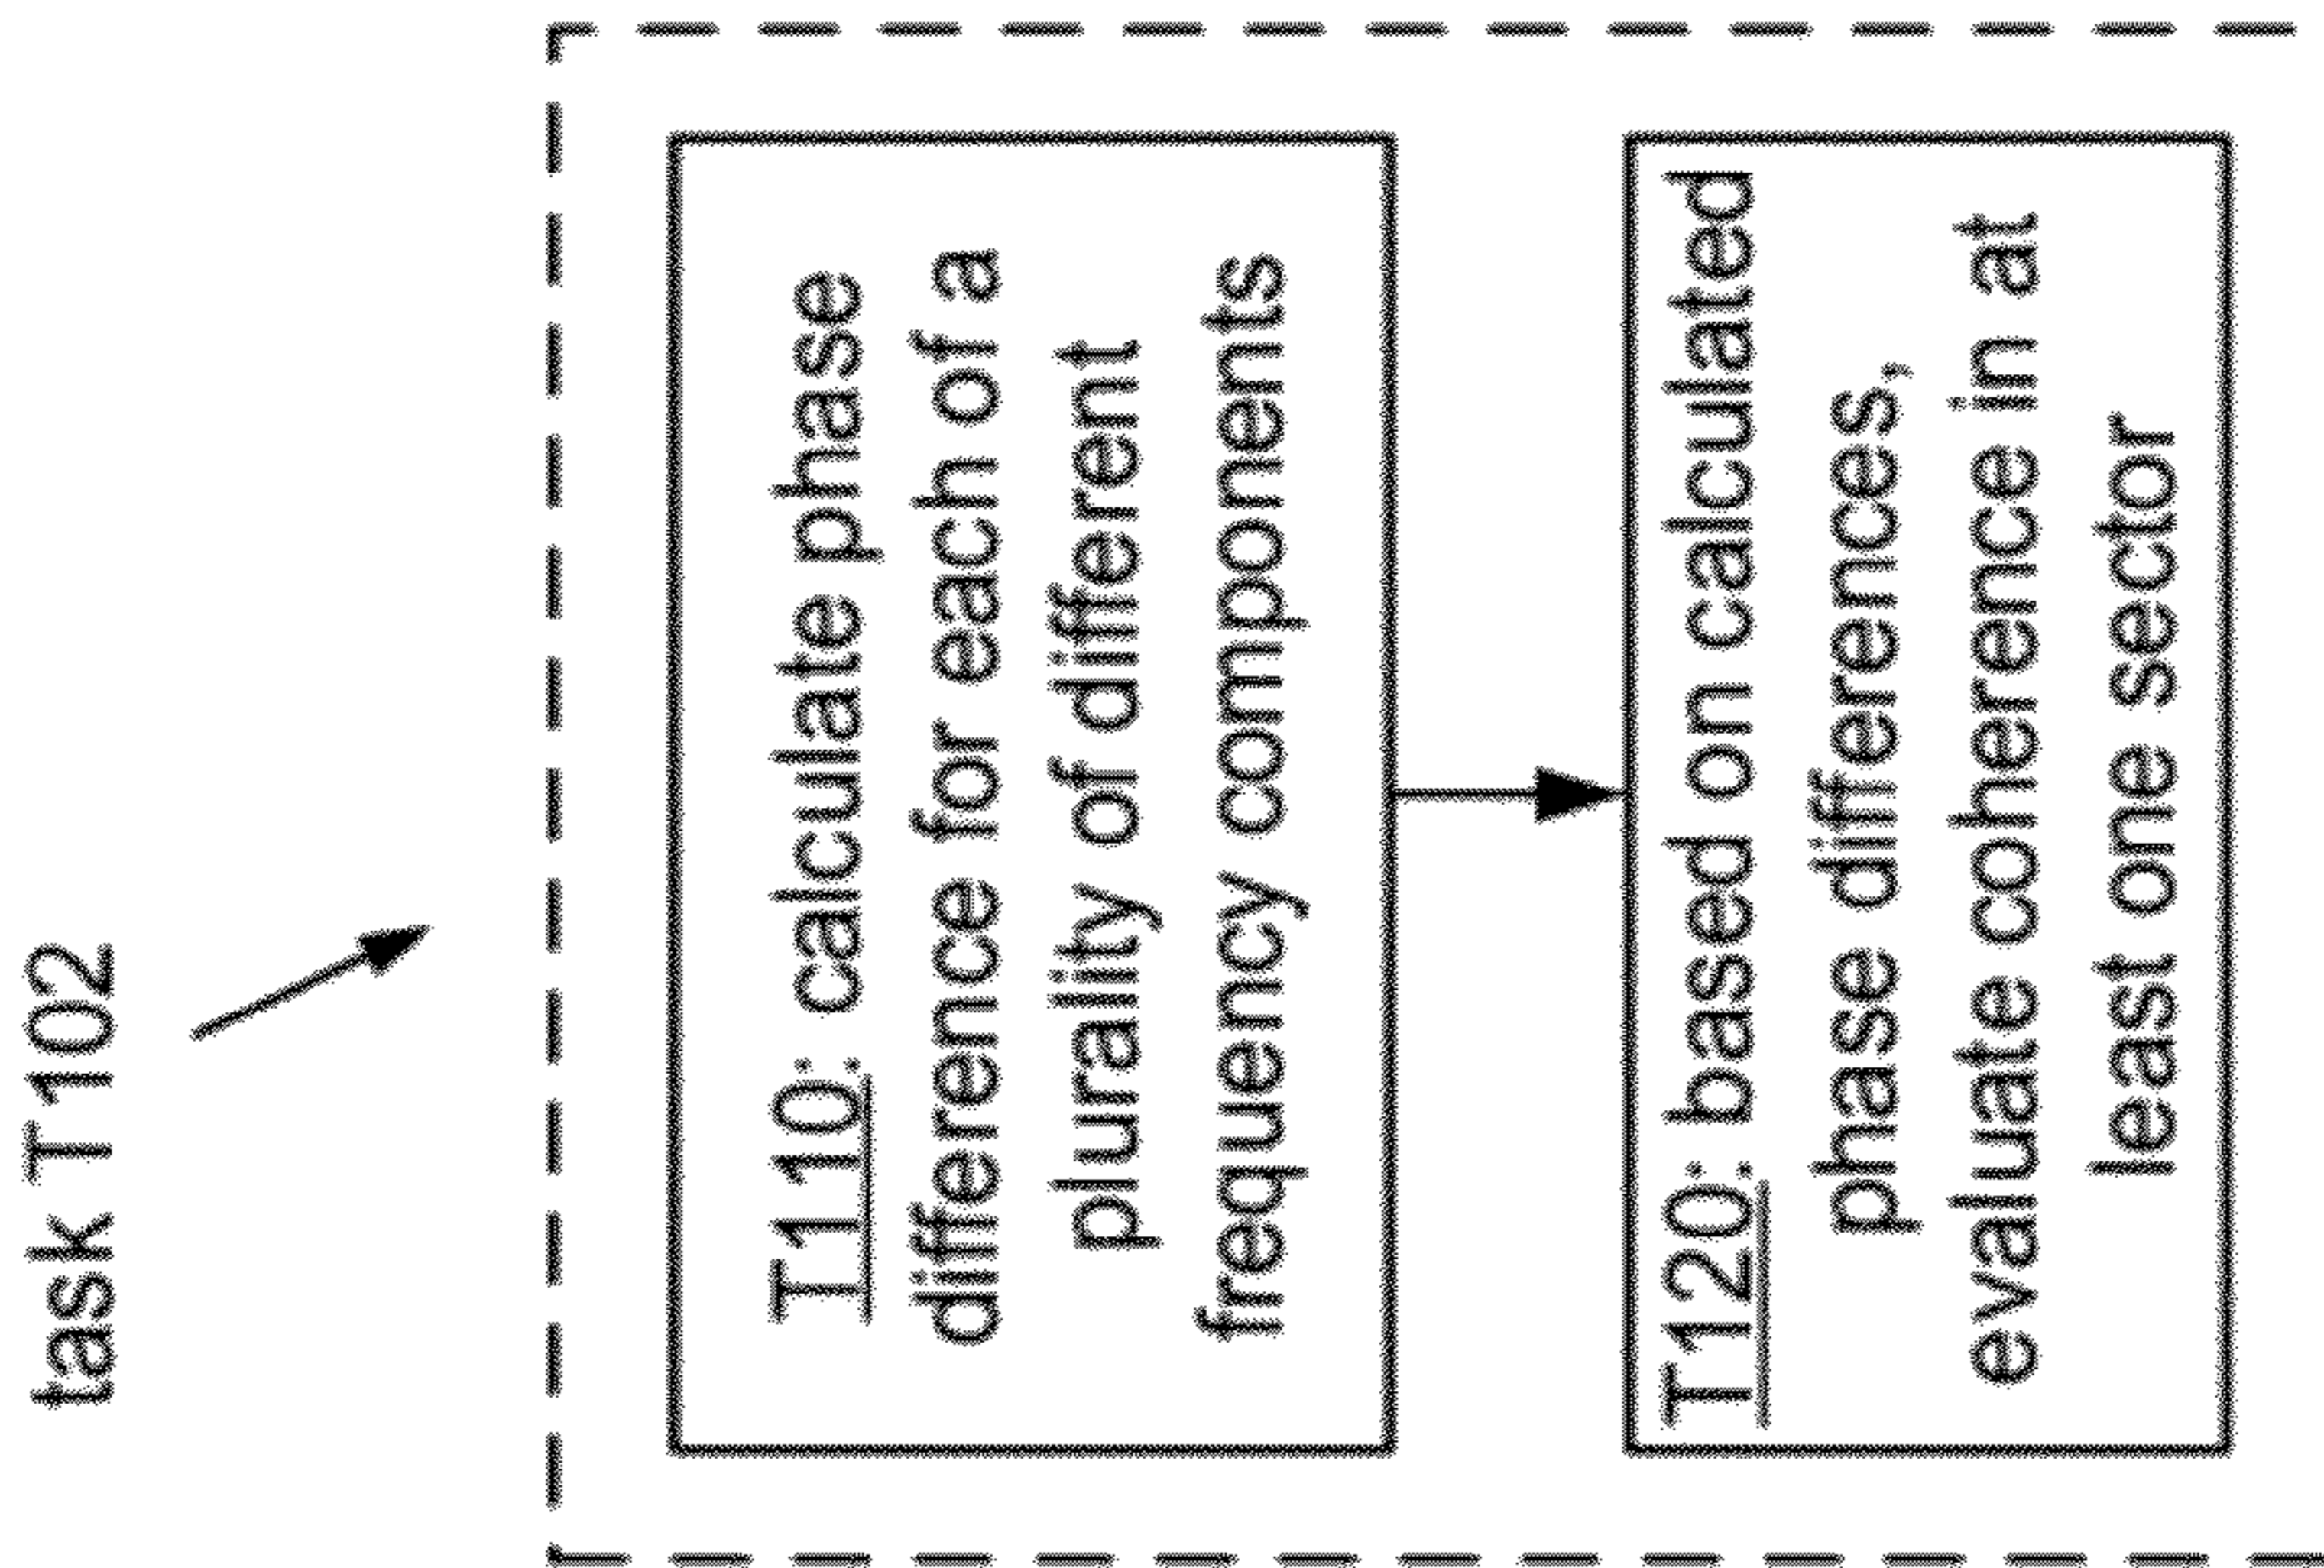 task T102
T110: calculate phase
difference for each of a
plurality of different
frequency components
T120: based on calculated
phase differences,
evaluate coherence in at
least one sector